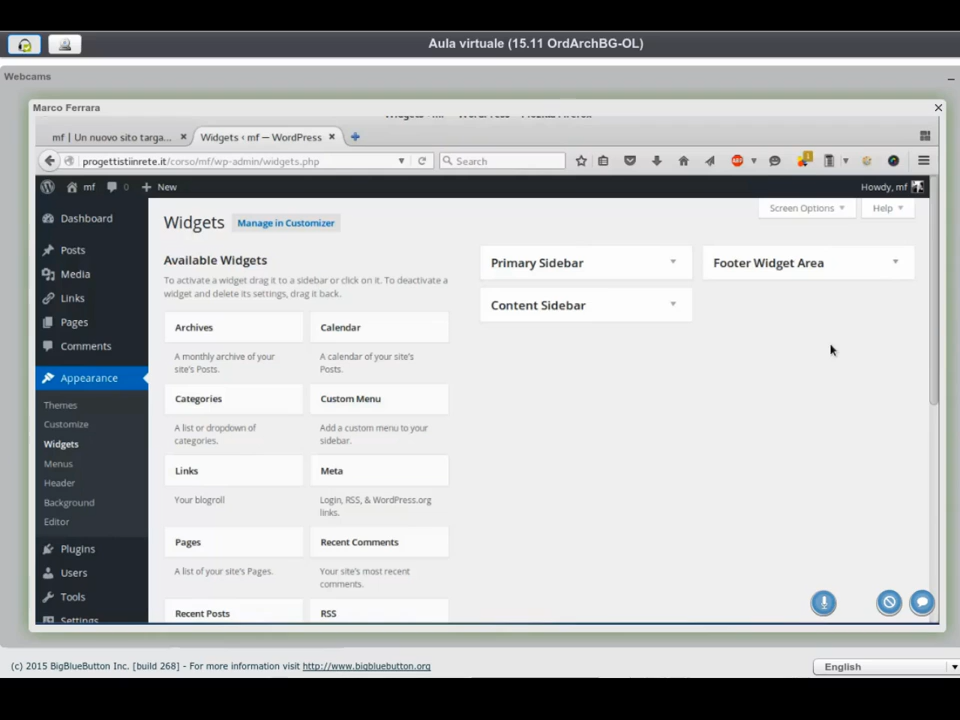 Aula virtuale (15.11 OrdArchBG-OL)
Webcams
Marco Ferrara
mf | Un nuovo sito targa...
Widgets ‹ mf — WordPress
progettistiinrete.it/corso/mf/wp-admin/widgets.php
Search
mf
0
New
Howdy, mf
Dashboard
Posts
Media
Links
Pages
Comments
Appearance
Themes
Customize
Widgets
Menus
Header
Background
Editor
Plugins
Users
Tools
Settings
Screen Options
Help
Widgets
Manage in Customizer
Available Widgets
To activate a widget drag it to a sidebar or click on it. To deactivate a
widget and delete its settings, drag it back.
Archives
A monthly archive of your
site's Posts.
Calendar
A calendar of your site's
Posts.
Categories
A list or dropdown of
categories.
Custom Menu
Add a custom menu to your
sidebar.
Links
Your blogroll
Meta
Login, RSS, & WordPress.org
links.
Pages
A list of your site's Pages.
Recent Comments
Your site's most recent
comments.
Recent Posts
RSS
Primary Sidebar
Content Sidebar
Footer Widget Area
(c) 2015 BigBlueButton Inc. [build 268] - For more information visit http://www.bigbluebutton.org
English